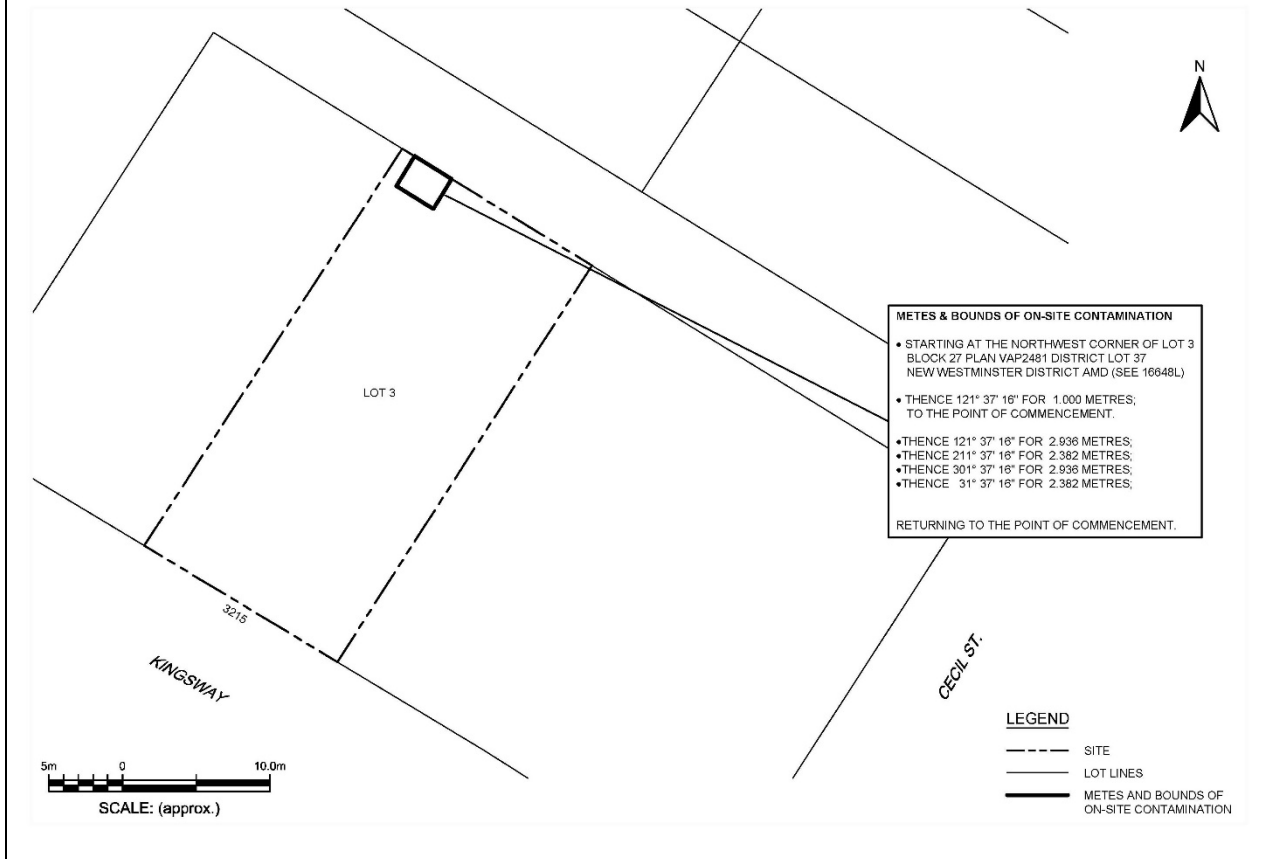 N
METES & BOUNDS OF ON-SITE CONTAMINATION
• STARTING AT THE NORTHWEST CORNER OF LOT 3
BLOCK 27 PLAN VAP2481 DISTRICT LOT 37
NEW WESTMINSTER DISTRICT AMD (SEE 16648L)
• THENCE 121° 37' 16" FOR 1.000 METRES;
TO THE POINT OF COMMENCEMENT.
•THENCE 121° 37' 16" FOR 2.936 METRES;
•THENCE 211° 37' 16" FOR 2.382 METRES;
•THENCE 301° 37' 16" FOR 2.936 METRES;
•THENCE 31° 37' 16" FOR 2.382 METRES;
RETURNING TO THE POINT OF COMMENCEMENT.
LOT 3
3215
KINGSWAY
CECIL ST.
5m 0 10.0m
SCALE: (approx.)
LEGEND
SITE
LOT LINES
METES AND BOUNDS OF
ON-SITE CONTAMINATION